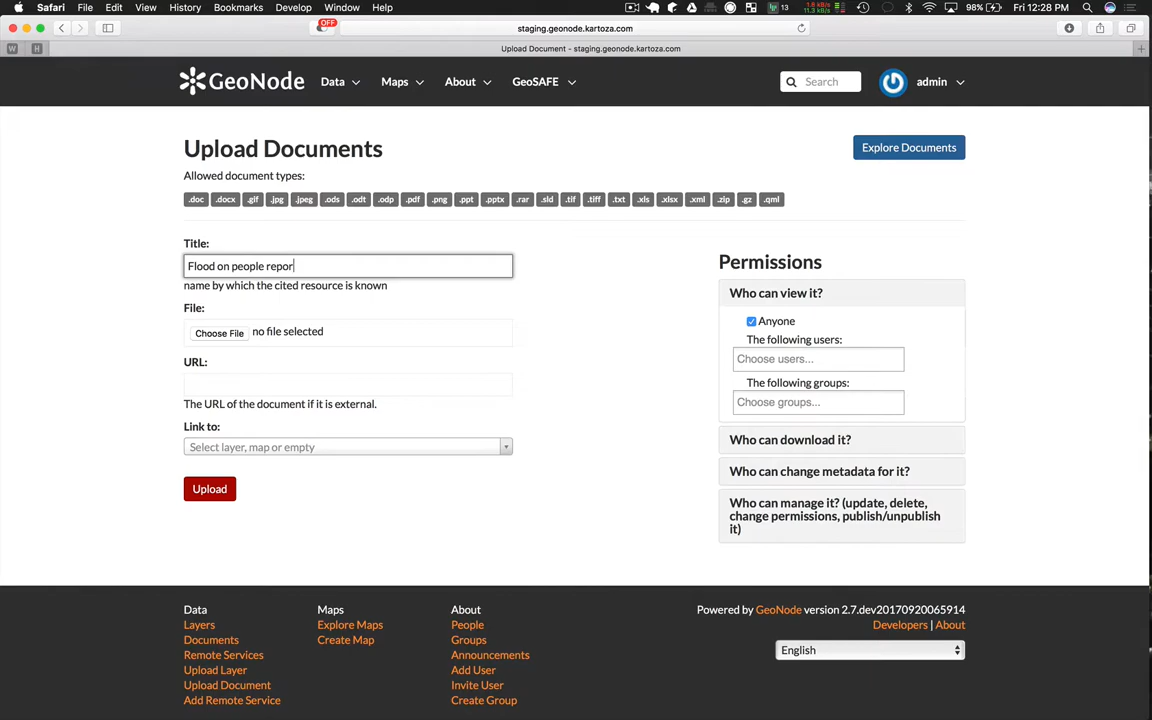 Safari File Edit View History Bookmarks Develop Window Help 13 98% Fri 12:28 PM
OFF
staging.geonode.kartoza.com
W H Upload Document - staging.geonode.kartoza.com
GeoNode Data Maps About GeoSAFE Search admin
Upload Documents
Explore Documents
Allowed document types:
.doc .docx .gif .jpg .jpeg .ods .odt .odp .pdf .png .ppt .pptx .rar .sld .tif .tiff .txt .xls .xlsx .xml .zip .gz .qml
Title:
Flood on people repor
name by which the cited resource is known
File:
Choose File no file selected
URL:
The URL of the document if it is external.
Link to:
Select layer, map or empty
Upload
Permissions
Who can view it?
Anyone
The following users:
Choose users...
The following groups:
Choose groups...
Who can download it?
Who can change metadata for it?
Who can manage it? (update, delete,
change permissions, publish/unpublish
it)
Data
Layers
Documents
Remote Services
Upload Layer
Upload Document
Add Remote Service
Maps
Explore Maps
Create Map
About
People
Groups
Announcements
Add User
Invite User
Create Group
Powered by GeoNode version 2.7.dev20170920065914
Developers | About
English